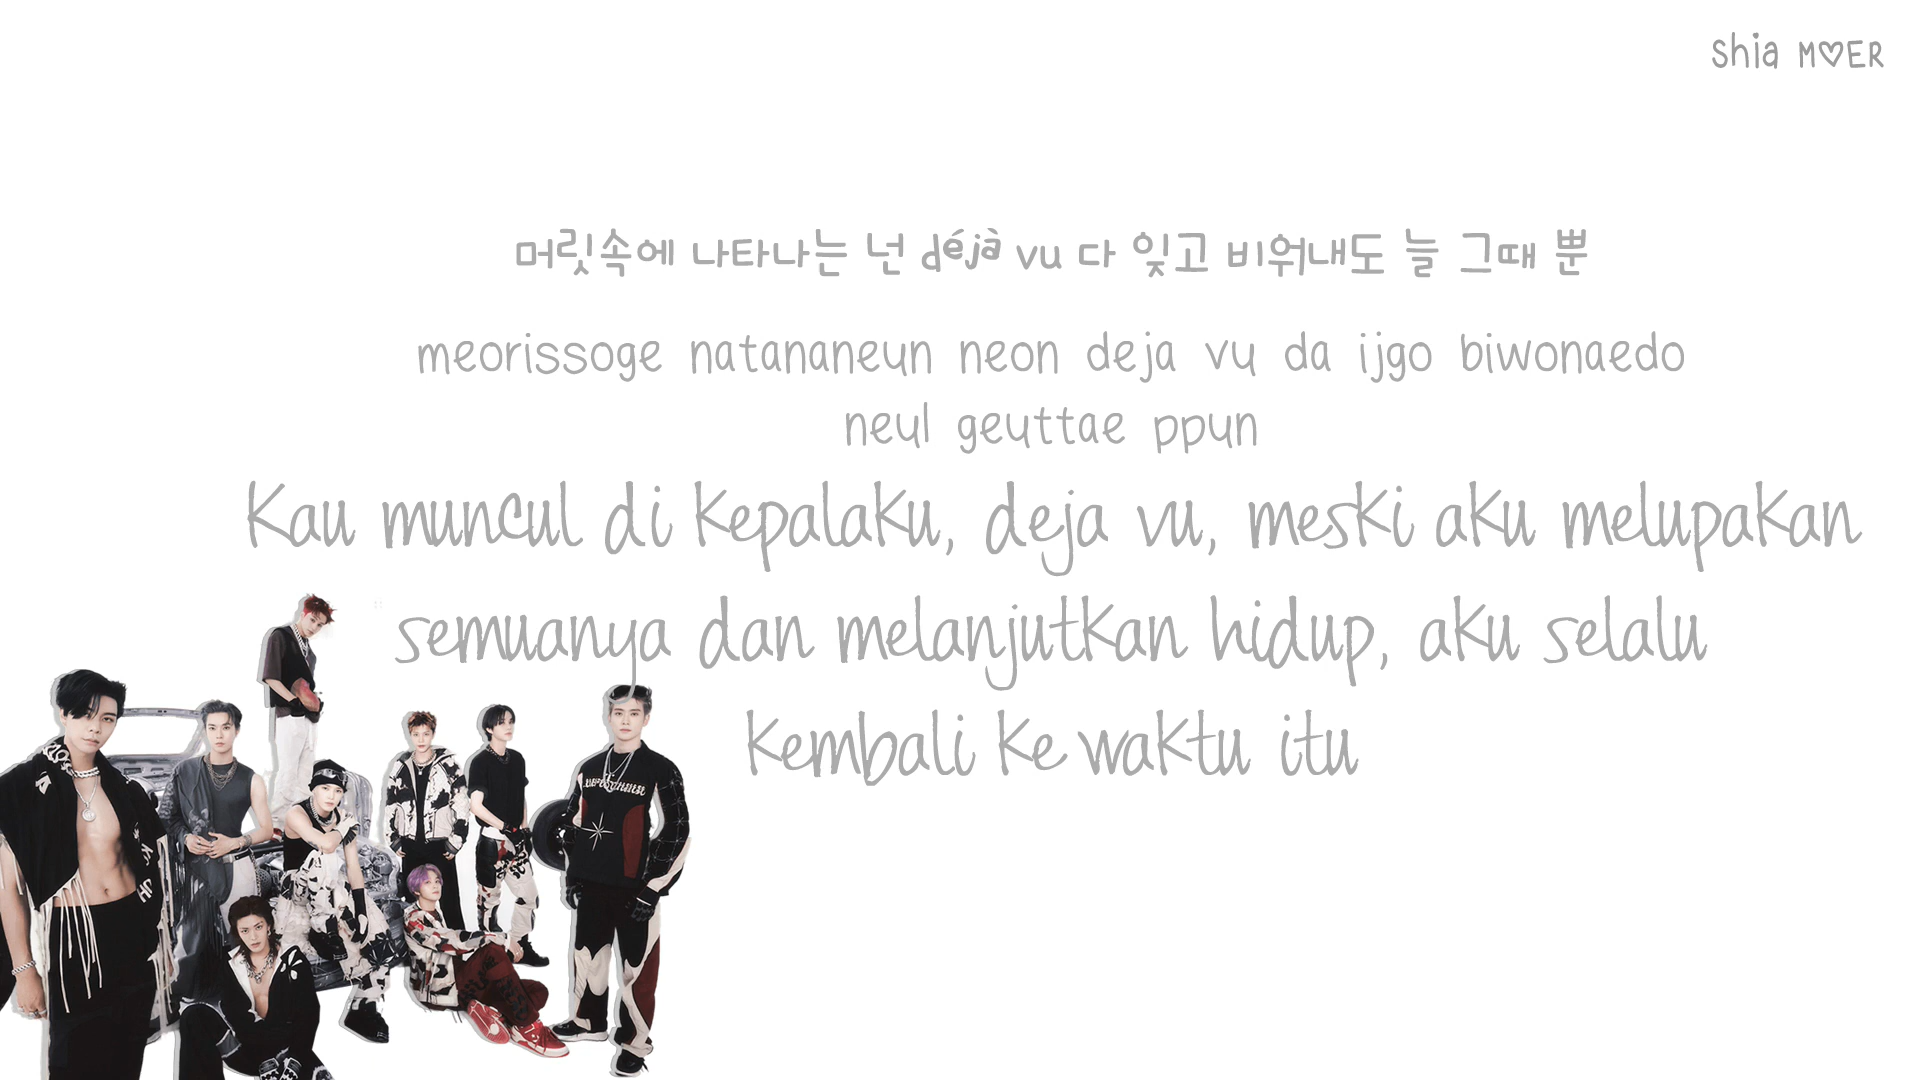 Shia M♡ER
머릿속에 나타나는 넌 déjà vu 다 잊고 비워내도 늘 그때 뿐
meorissoge natananeun neon deja vu da ijgo biwonaedo
neul geuttae ppun
Kau muncul di kepalaku, deja vu, meski aku melupakan
semuanya dan melanjutkan hidup, aku selalu
kembali ke waktu itu